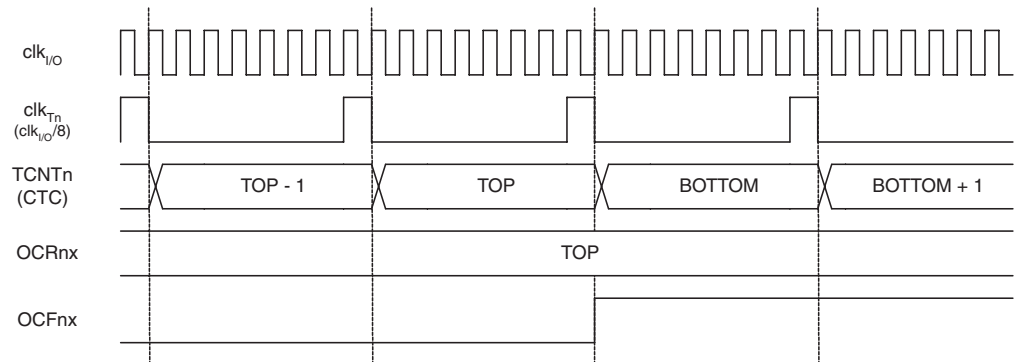 clkI/O
clkTn
(clkI/O/8)
TCNTn
(CTC)
TOP - 1
TOP
BOTTOM
BOTTOM + 1
OCRnx
TOP
OCFnx